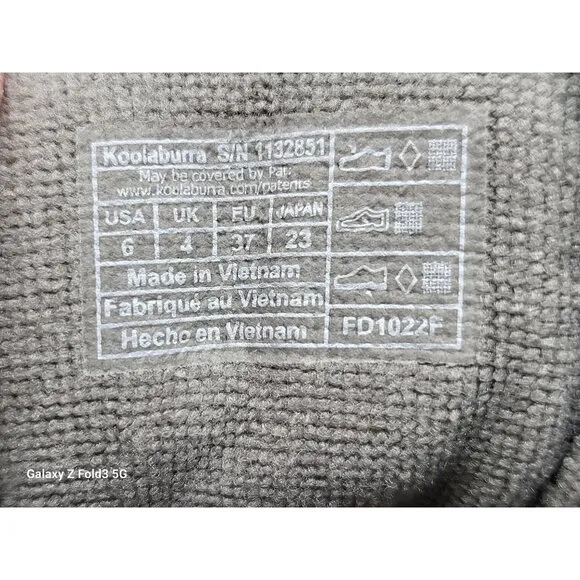 Koolaburra S/N 1132851
May be covered by Pat:
www.koolaburra.com/patents
USA UK EU JAPAN
6 4 37 23
Made in Vietnam
Fabriqué au Vietnam
Hecho en Vietnam
FD1022F
Galaxy Z Fold3 5G